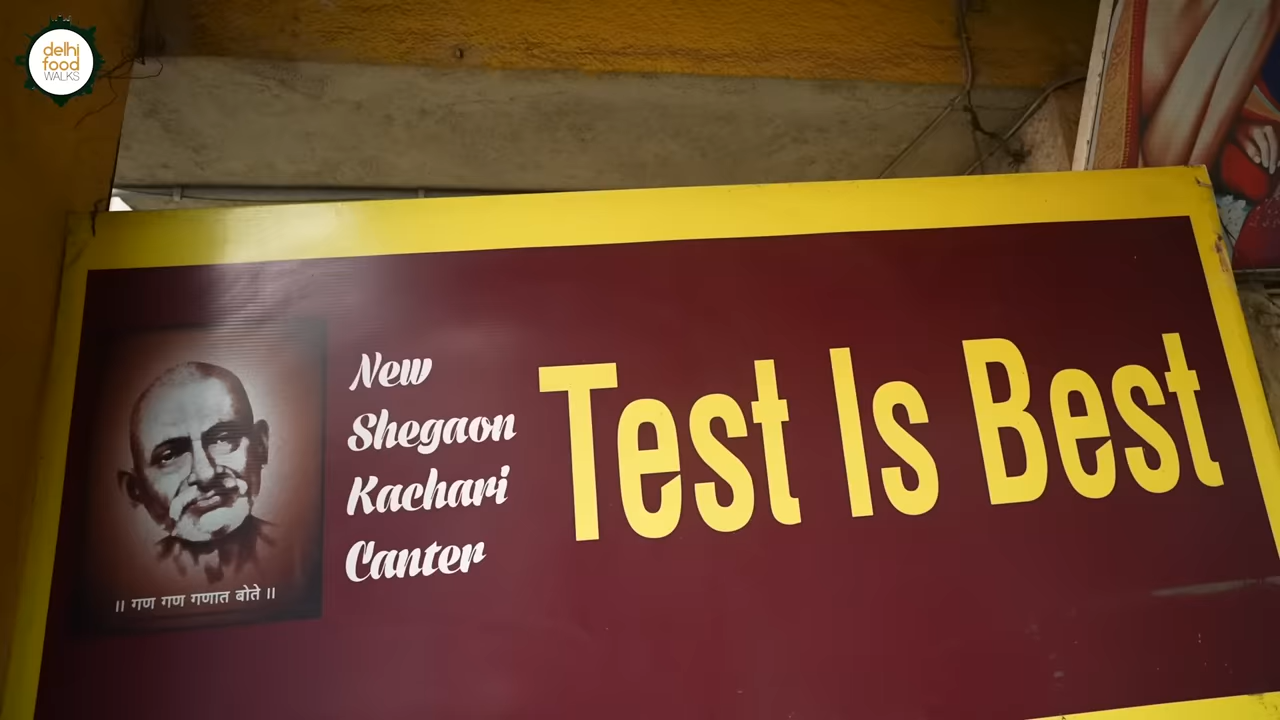 delhi
food
WALKS
New
Shegaon
Kachari
Canter
Test Is Best
॥ गण गण गणात बोते ॥